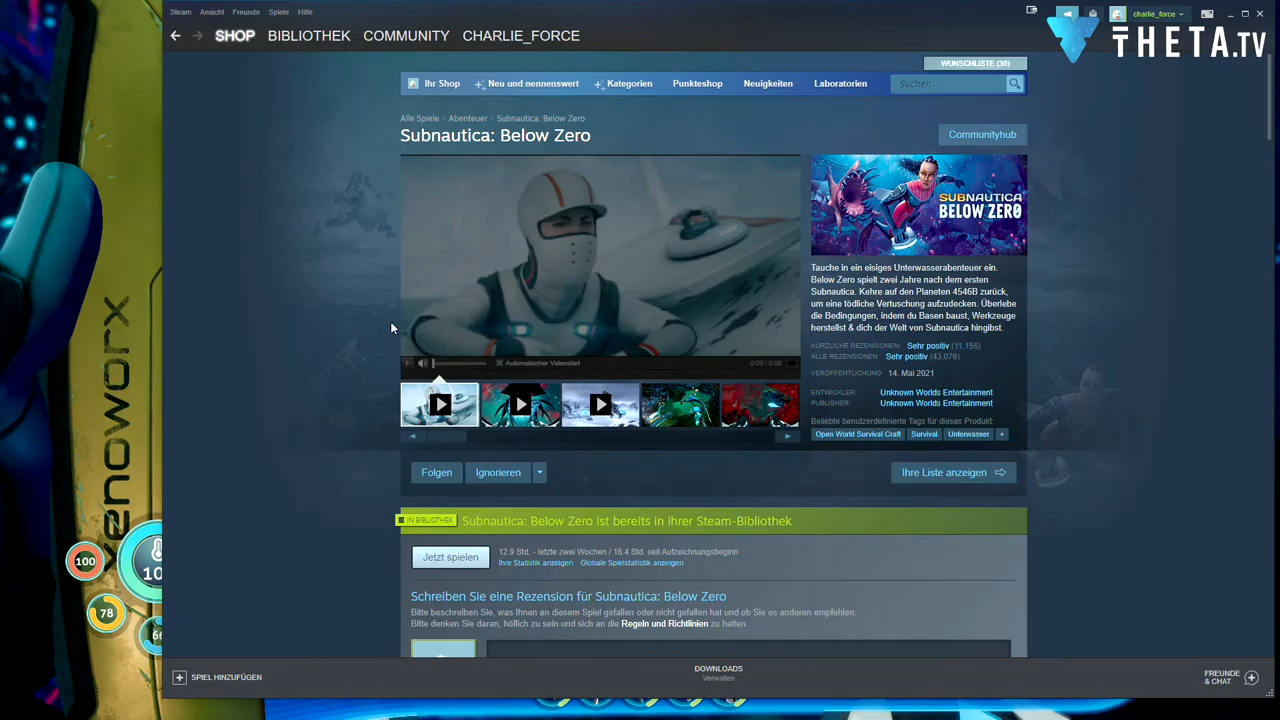 Steam Ansicht Freunde Spiele Hilfe
charlie_force
SHOP BIBLIOTHEK COMMUNITY CHARLIE_FORCE
THETA.TV
WUNSCHLISTE (30)
Ihr Shop Neu und nennenswert Kategorien Punkteshop Neuigkeiten Laboratorien Suchen
Alle Spiele > Abenteuer > Subnautica: Below Zero
Subnautica: Below Zero
Communityhub
SUBNAUTICA
BELOW ZERO
Tauche in ein eisiges Unterwasserabenteuer ein.
Below Zero spielt zwei Jahre nach dem ersten
Subnautica. Kehre auf den Planeten 4546B zurück,
um eine tödliche Vertuschung aufzudecken. Überlebe
die Bedingungen, indem du Basen baust, Werkzeuge
herstellst & dich der Welt von Subnautica hingibst.
KÜRZLICHE REZENSIONEN: Sehr positiv (11,156)
ALLE REZENSIONEN: Sehr positiv (43,076)
VERÖFFENTLICHUNG 14. Mai 2021
ENTWICKLER: Unknown Worlds Entertainment
PUBLISHER: Unknown Worlds Entertainment
Beliebte benutzerdefinierte Tags für dieses Produkt:
Open World Survival Craft Survival Unterwasser +
Automatischer Videostart 0:00 / 0:00
Folgen Ignorieren Ihre Liste anzeigen
IN BIBLIOTHEK Subnautica: Below Zero ist bereits in Ihrer Steam-Bibliothek
Jetzt spielen
12.9 Std. - letzte zwei Wochen / 16.4 Std. seit Aufzeichnungsbeginn
Ihre Statistik anzeigen Globale Spielstatistik anzeigen
Schreiben Sie eine Rezension für Subnautica: Below Zero
Bitte beschreiben Sie, was Ihnen an diesem Spiel gefallen oder nicht gefallen hat und ob Sie es anderen empfehlen.
Bitte denken Sie daran, höflich zu sein und sich an die Regeln und Richtlinien zu halten.
SPIEL HINZUFÜGEN
DOWNLOADS
Verwalten
FREUNDE
& CHAT
xenoworx
100
10
78
66